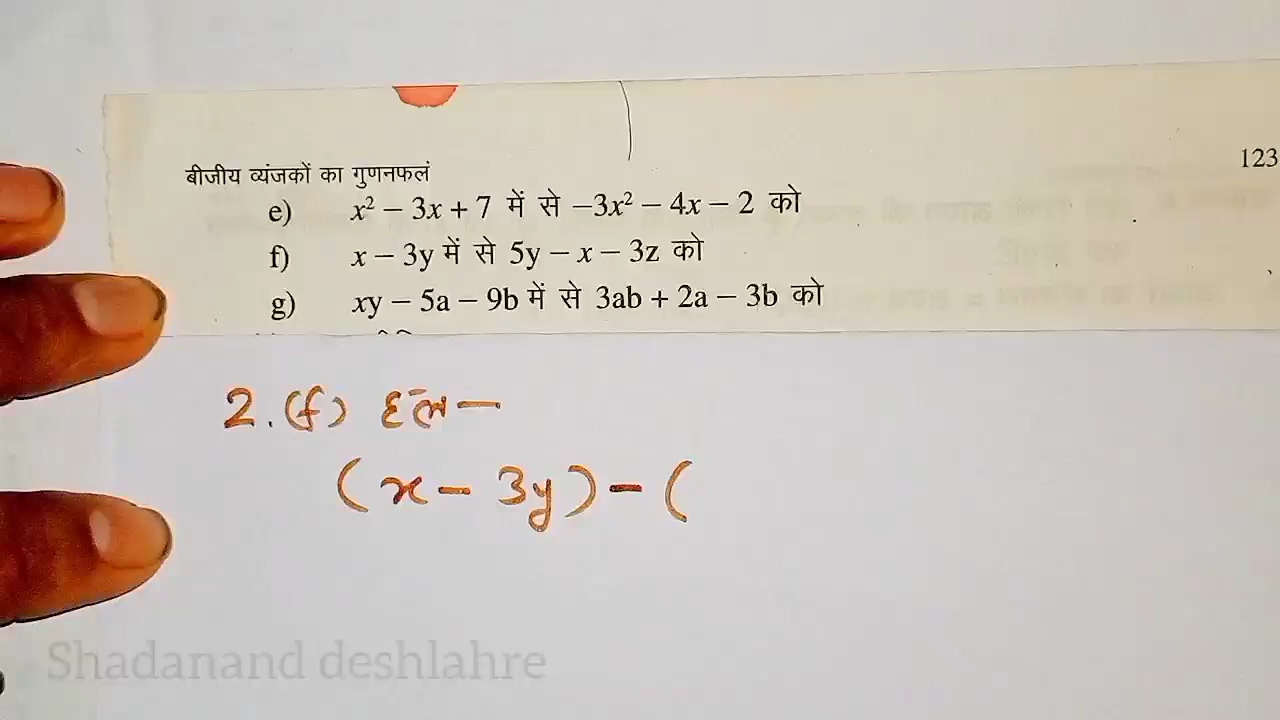 123
बीजीय व्यंजकों का गुणनफलं
e) x² – 3x + 7 में से –3x² – 4x – 2 को
f) x – 3y में से 5y – x – 3z को
g) xy – 5a – 9b में से 3ab + 2a – 3b को
2. (f) हल –
(x – 3y) – (
Shadanand deshlahre